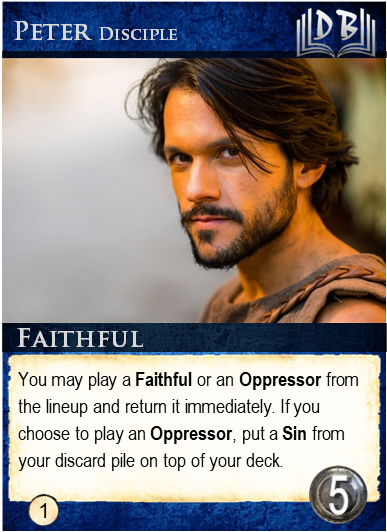 PETER DISCIPLE
DB
FAITHFUL
You may play a Faithful or an Oppressor from
the lineup and return it immediately. If you
choose to play an Oppressor, put a Sin from
your discard pile on top of your deck.
1
5